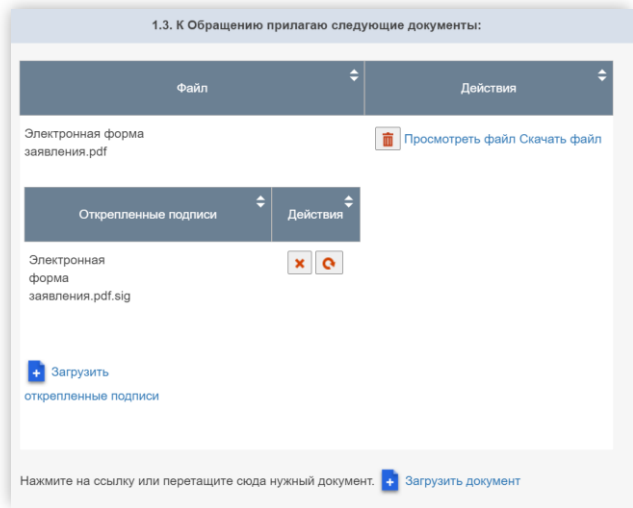 1.3. К Обращению прилагаю следующие документы:
Файл
Действия
Электронная форма
заявления.pdf
Просмотреть файл Скачать файл
Открепленные подписи
Действия
Электронная
форма
заявления.pdf.sig
Загрузить
открепленные подписи
Нажмите на ссылку или перетащите сюда нужный документ. Загрузить документ